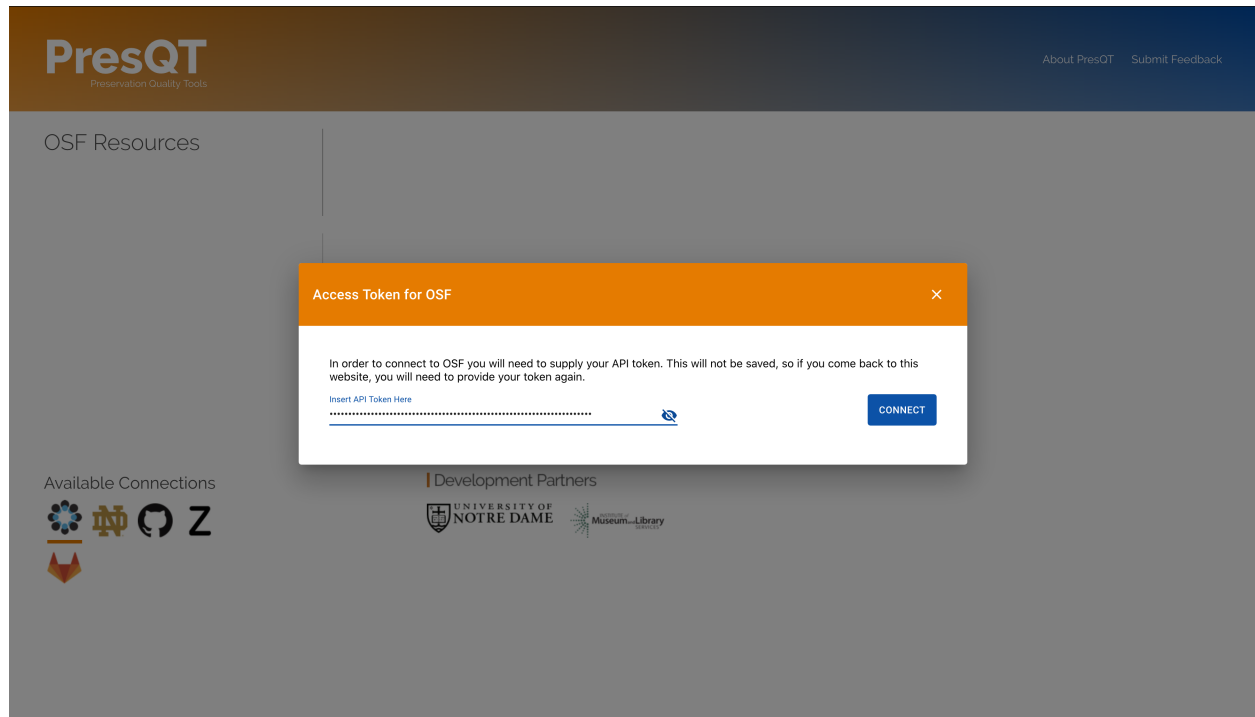 PresQT
Preservation Quality Tools
About PresQT Submit Feedback
OSF Resources
Access Token for OSF
In order to connect to OSF you will need to supply your API token. This will not be saved, so if you come back to this
website, you will need to provide your token again.
Insert API Token Here
CONNECT
Available Connections
Development Partners
UNIVERSITY OF
NOTRE DAME
INSTITUTE of
Museum and Library
SERVICES